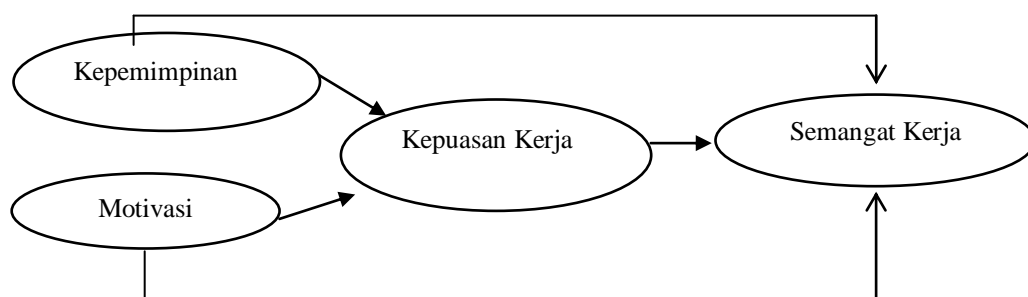 Kepemimpinan
Kepuasan Kerja
Semangat Kerja
Motivasi